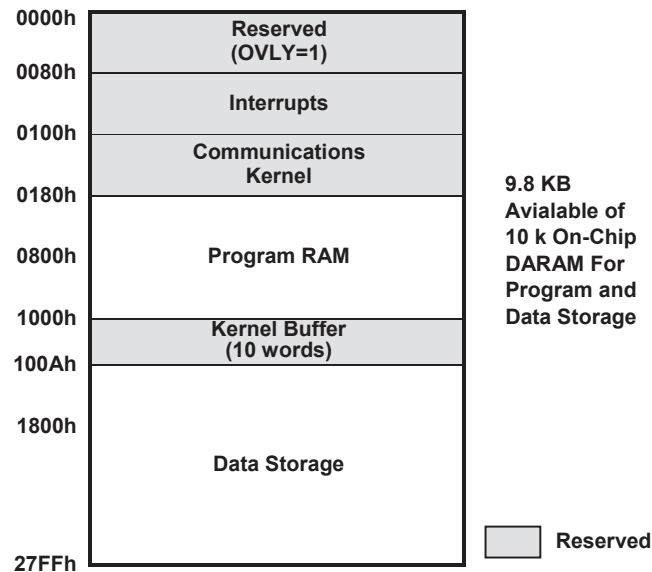 0000h
Reserved
(OVLY=1)
0080h
Interrupts
0100h
Communications
Kernel
0180h
9.8 KB
Avialable of
10 k On-Chip
DARAM For
Program and
Data Storage
0800h
Program RAM
1000h
Kernel Buffer
(10 words)
100Ah
1800h
Data Storage
27FFh
Reserved